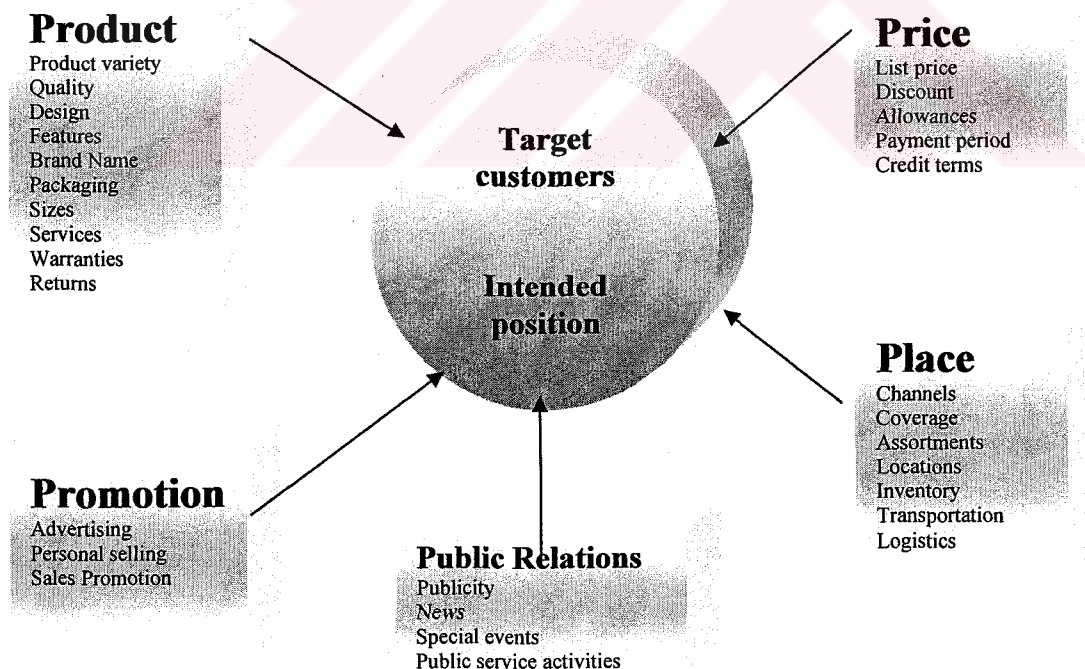 Product
Product variety
Quality
Design
Features
Brand Name
Packaging
Sizes
Services
Warranties
Returns
Price
List price
Discount
Allowances
Payment period
Credit terms
Target
customers
Intended
position
Place
Channels
Coverage
Assortments
Locations
Inventory
Transportation
Logistics
Promotion
Advertising
Personal selling
Sales Promotion
Public Relations
Publicity
News
Special events
Public service activities